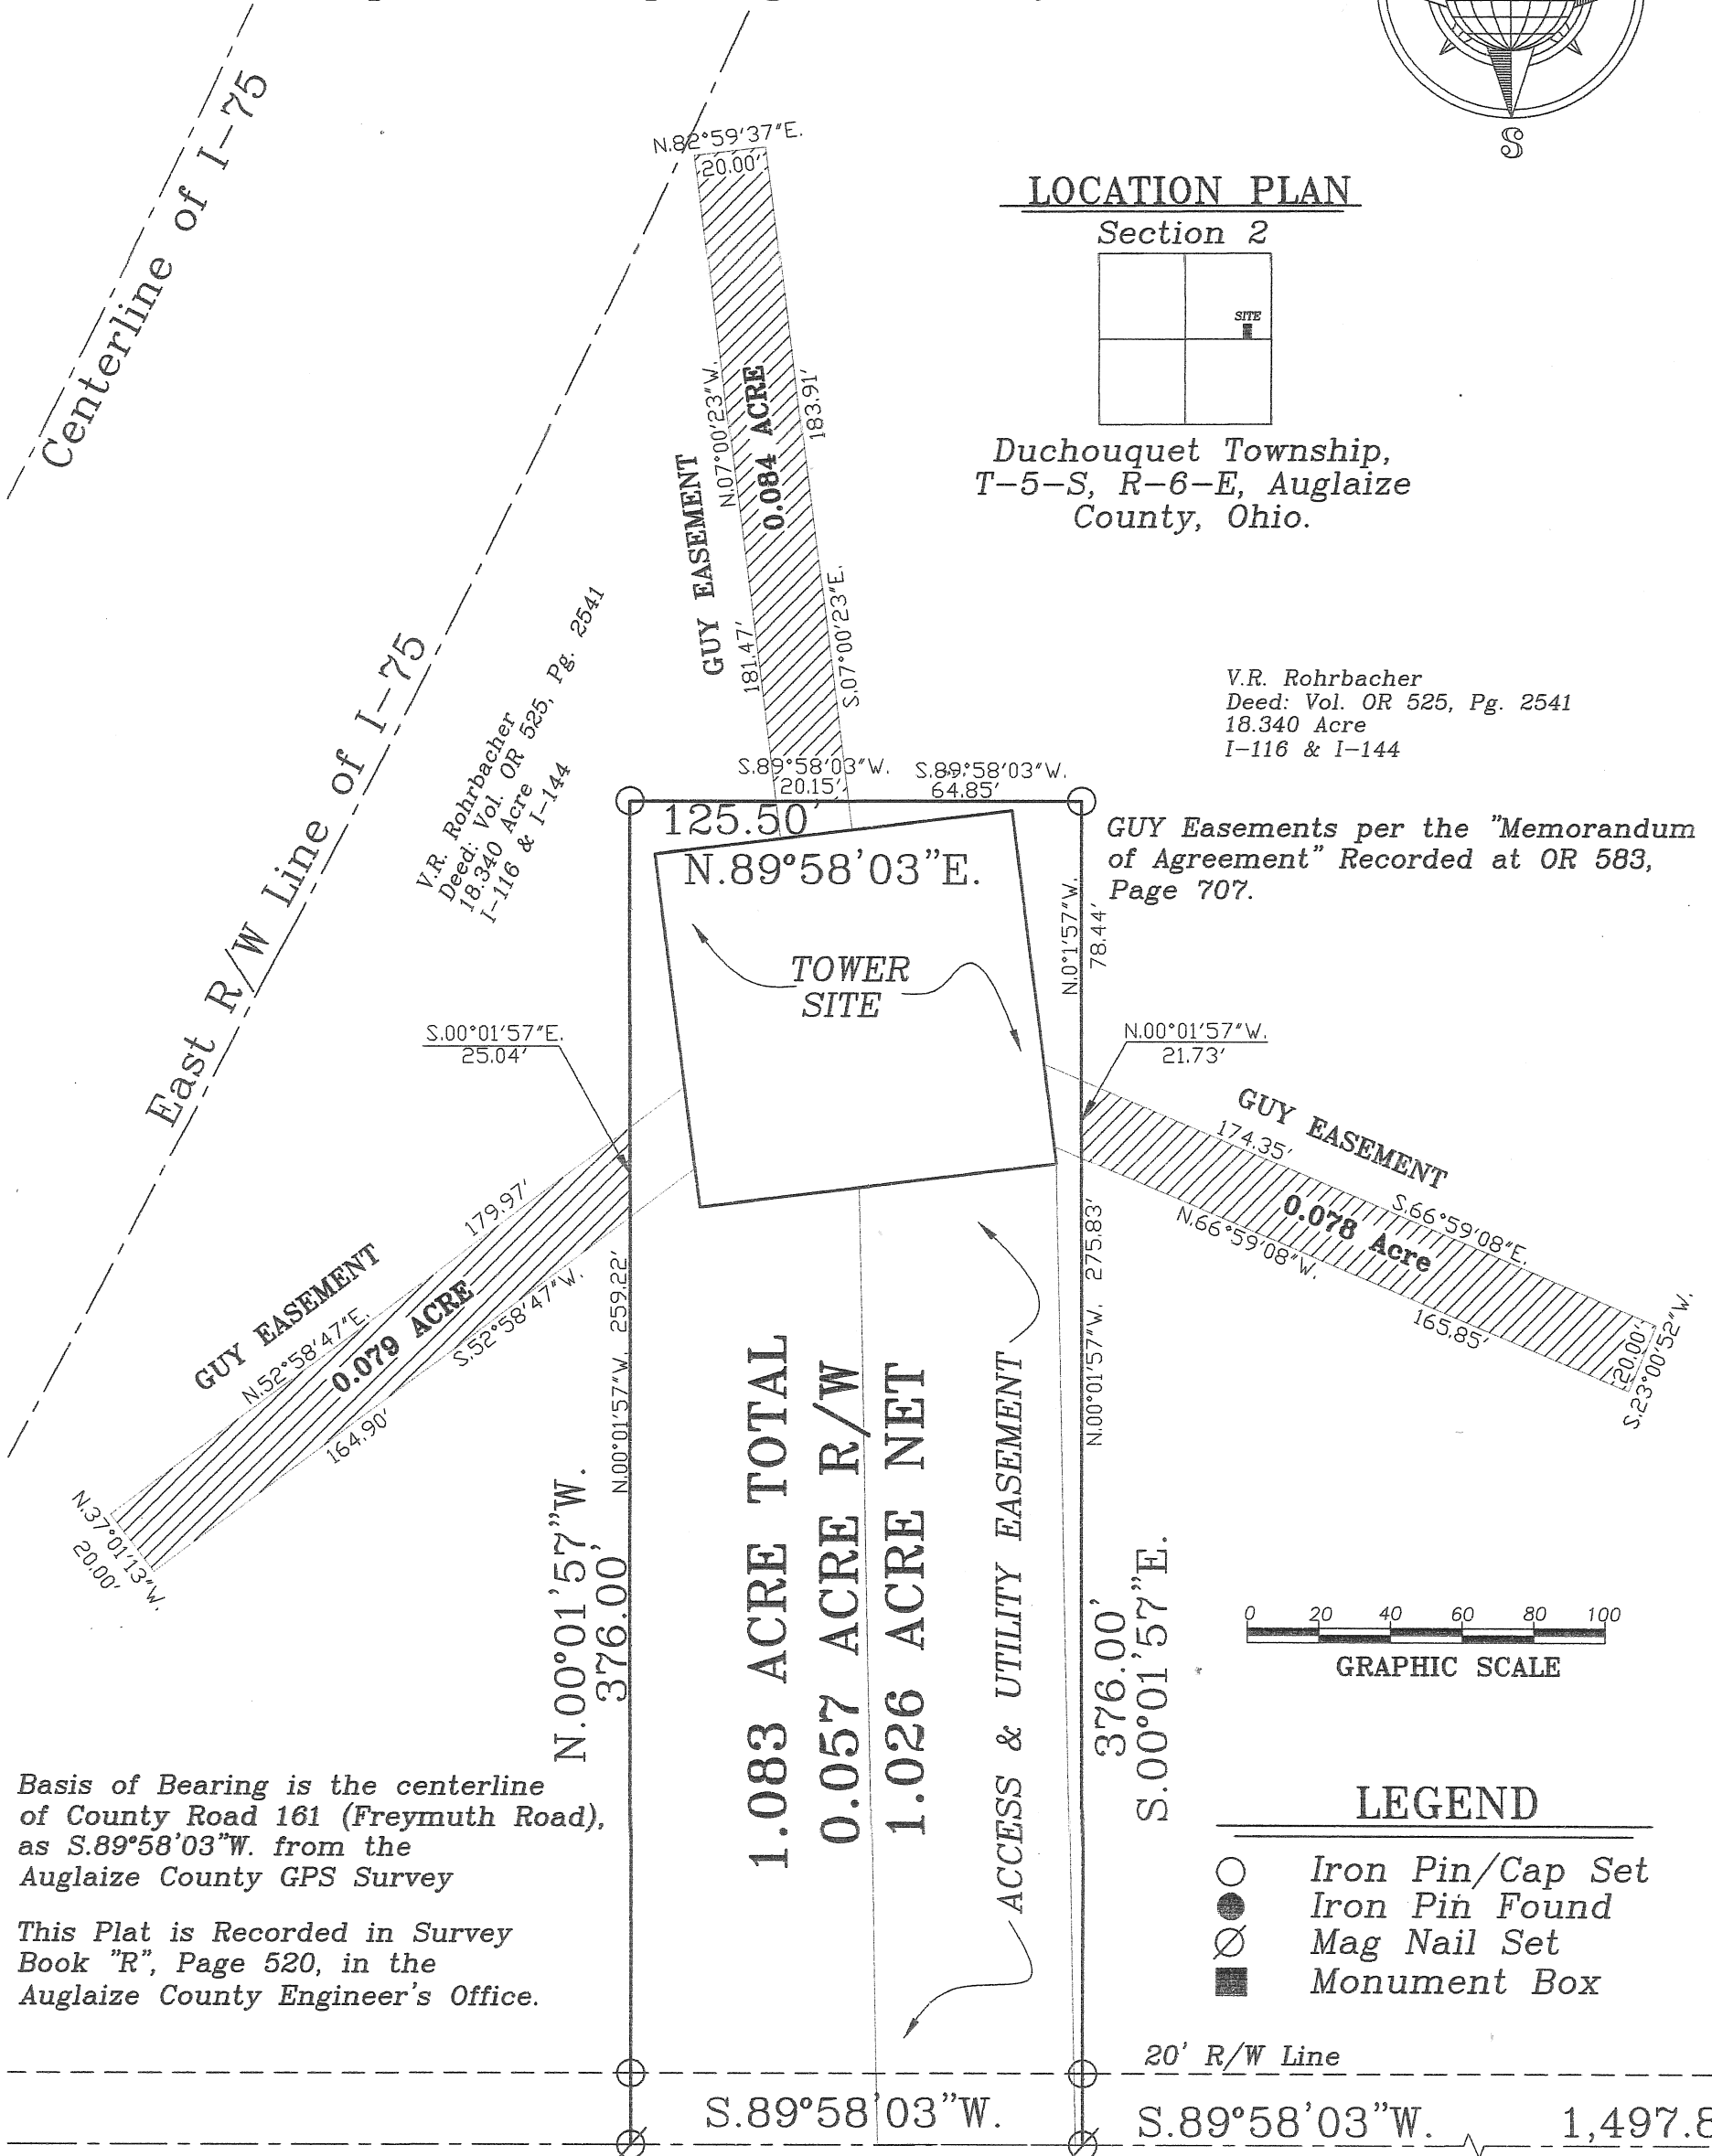 S
Centerline of I-75
N.82°59'37"E.
20.00'
LOCATION PLAN
Section 2
SITE
Duchouquet Township,
T-5-S, R-6-E, Auglaize
County, Ohio.
GUY EASEMENT
N.07°00'23"W.
181.47'
0.084 ACRE
183.91'
S.07°00'23"E.
East R/W Line of I-75
V.R. Rohrbacher
Deed: Vol. OR 525, Pg. 2541
18.340 Acre
I-116 & I-144
V.R. Rohrbacher
Deed: Vol. OR 525, Pg. 2541
18.340 Acre
I-116 & I-144
S.89°58'03"W.
20.15'
S.89°58'03"W.
64.85'
125.50'
N.89°58'03"E.
GUY Easements per the "Memorandum
of Agreement" Recorded at OR 583,
Page 707.
TOWER
SITE
N.0°1'57"W.
78.44'
S.00°01'57"E.
25.04'
N.00°01'57"W.
21.73'
GUY EASEMENT
174.35'
S.66°59'08"E.
0.078 Acre
N.66°59'08"W.
165.85'
20.00'
S.23°00'52"W.
GUY EASEMENT
179.97'
N.52°58'47"E.
0.079 ACRE
S.52°58'47"W.
164.90'
N.37°01'13"W.
20.00'
N.00°01'57"W. 259.22'
N.00°01'57"W. 275.83'
N.00°01'57"W.
376.00'
1.083 ACRE TOTAL
0.057 ACRE R/W
1.026 ACRE NET
ACCESS & UTILITY EASEMENT
376.00'
S.00°01'57"E.
0 20 40 60 80 100
GRAPHIC SCALE
Basis of Bearing is the centerline
of County Road 161 (Freymuth Road),
as S.89°58'03"W. from the
Auglaize County GPS Survey
This Plat is Recorded in Survey
Book "R", Page 520, in the
Auglaize County Engineer's Office.
LEGEND
Iron Pin/Cap Set
Iron Pin Found
Mag Nail Set
Monument Box
20' R/W Line
S.89°58'03"W.
S.89°58'03"W. 1,497.8